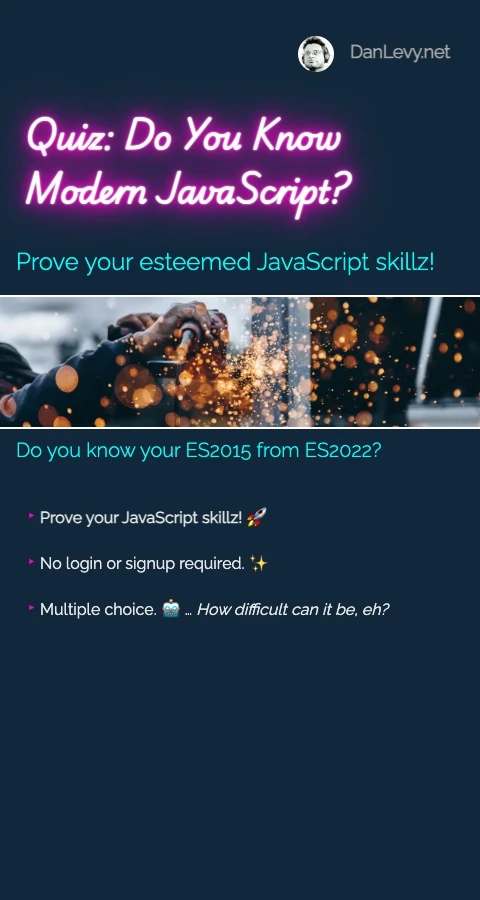 DanLevy.net
Quiz: Do You Know
Modern JavaScript?
Prove your esteemed JavaScript skillz!
Do you know your ES2015 from ES2022?
‣ Prove your JavaScript skillz! 🚀
‣ No login or signup required. ✨
‣ Multiple choice. 🤖 … How difficult can it be, eh?